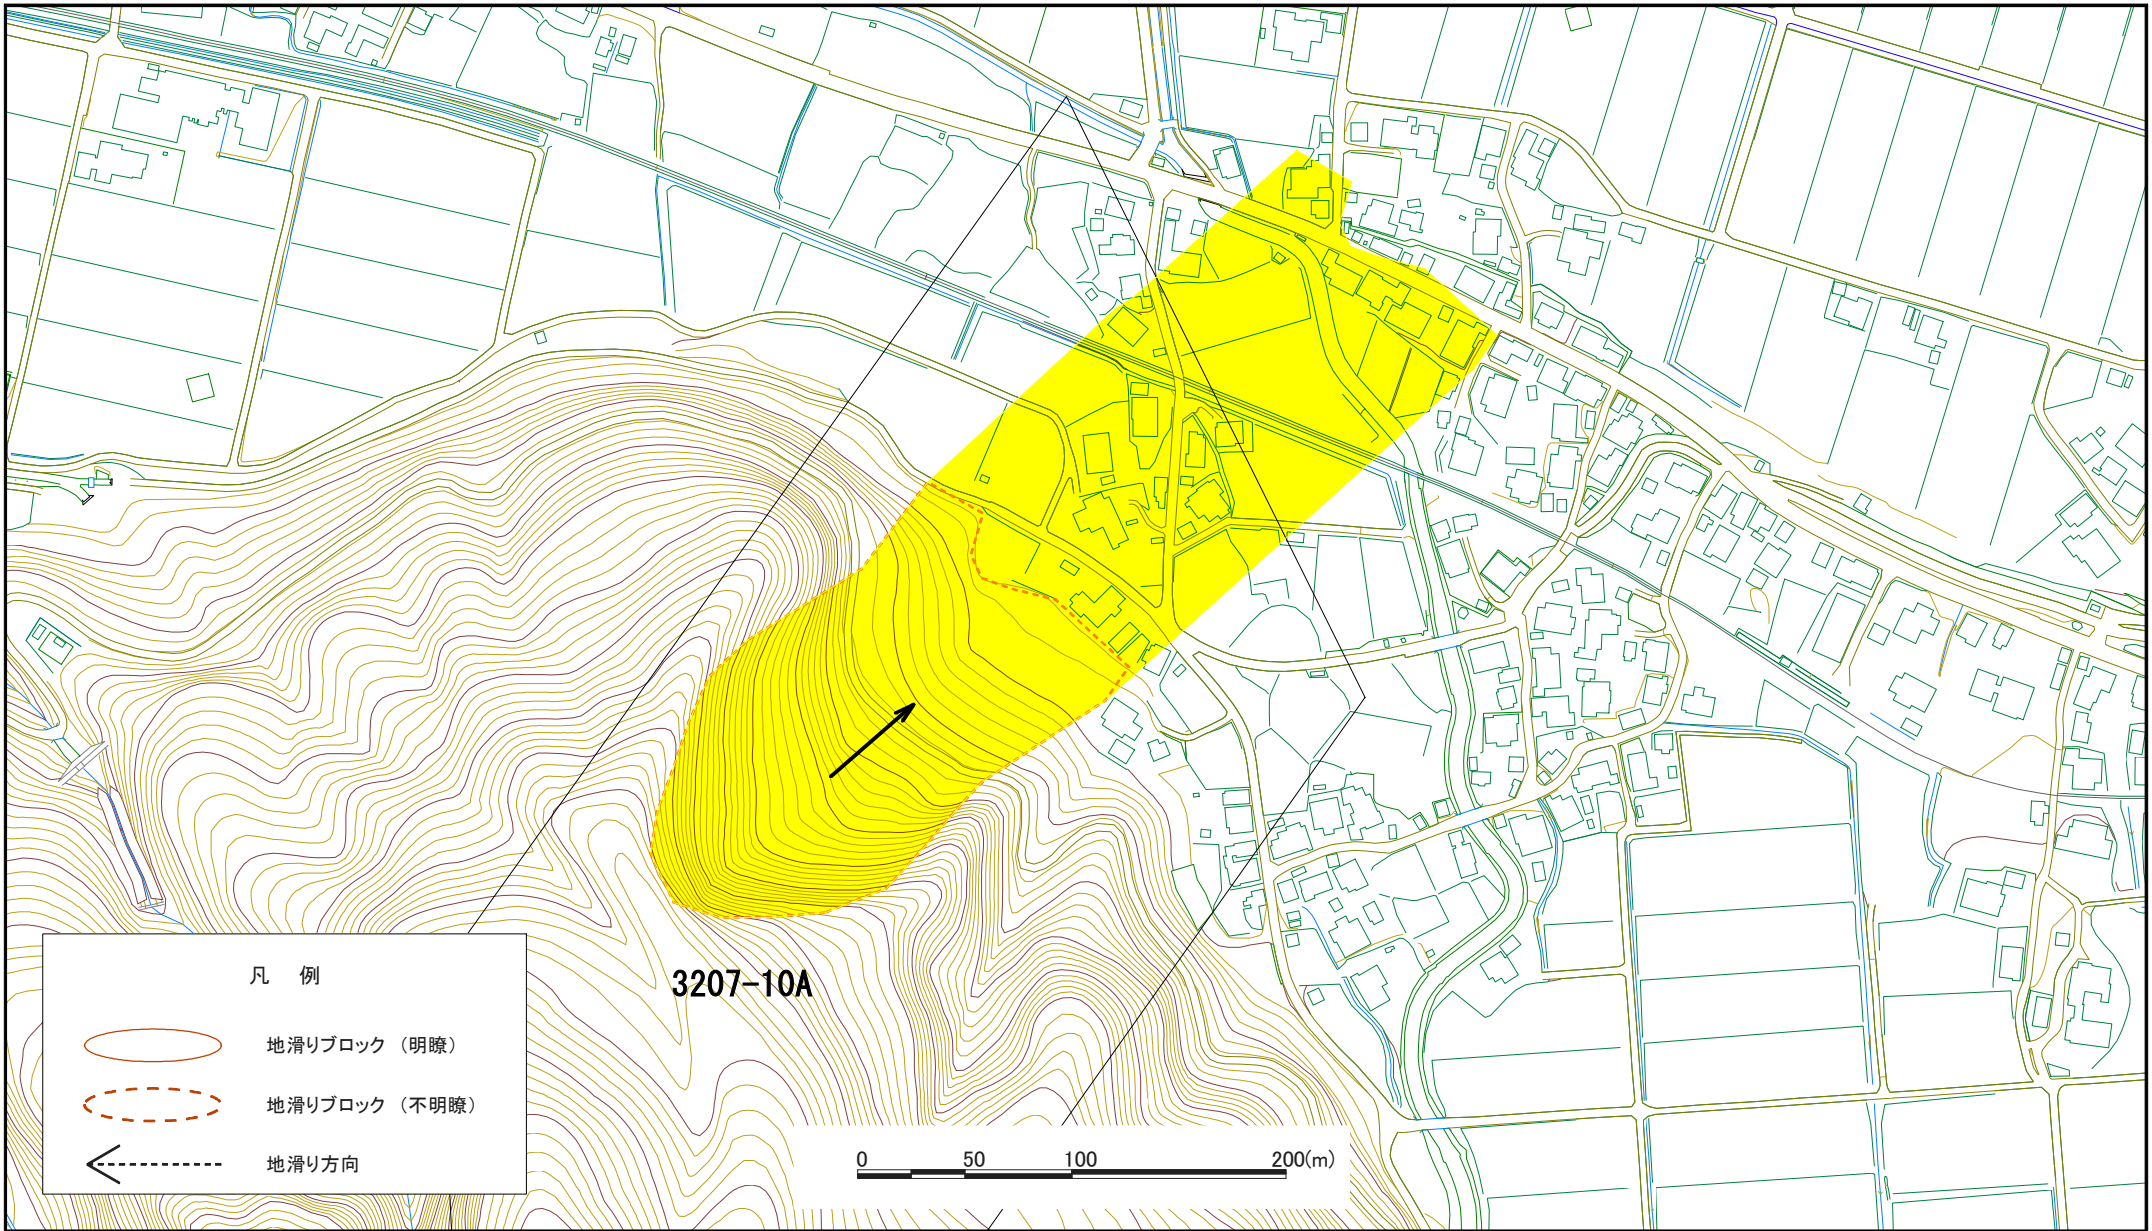 3207-10A
凡 例
地滑りブロック （明瞭）
地滑りブロック （不明瞭）
地滑り方向
0 50 100 200(m)